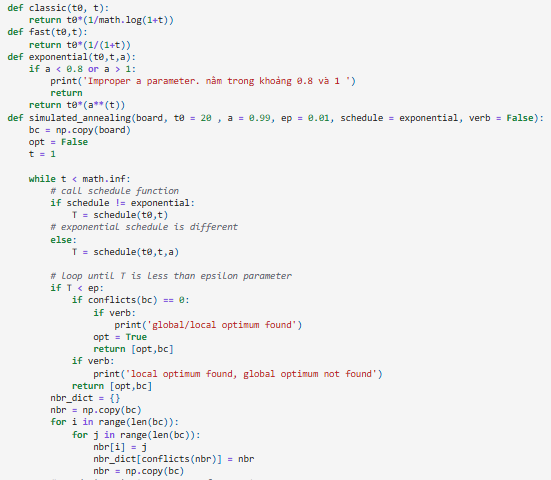 def classic(t0, t):
    return t0*(1/math.log(1+t))
def fast(t0,t):
    return t0*(1/(1+t))
def exponential(t0,t,a):
    if a < 0.8 or a > 1:
        print('Improper a parameter. nằm trong khoảng 0.8 và 1 ')
        return
    return t0*(a**(t))
def simulated_annealing(board, t0 = 20 , a = 0.99, ep = 0.01, schedule = exponential, verb = False):
    bc = np.copy(board)
    opt = False
    t = 1
    while t < math.inf:
        # call schedule function
        if schedule != exponential:
            T = schedule(t0,t)
        # exponential schedule is different
        else:
            T = schedule(t0,t,a)
        # loop until T is less than epsilon parameter
        if T < ep:
            if conflicts(bc) == 0:
                if verb:
                    print('global/local optimum found')
                opt = True
                return [opt,bc]
            if verb:
                print('local optimum found, global optimum not found')
            return [opt,bc]
        nbr_dict = {}
        nbr = np.copy(bc)
        for i in range(len(bc)):
            for j in range(len(bc)):
                nbr[i] = j
                nbr_dict[conflicts(nbr)] = nbr
                nbr = np.copy(bc)